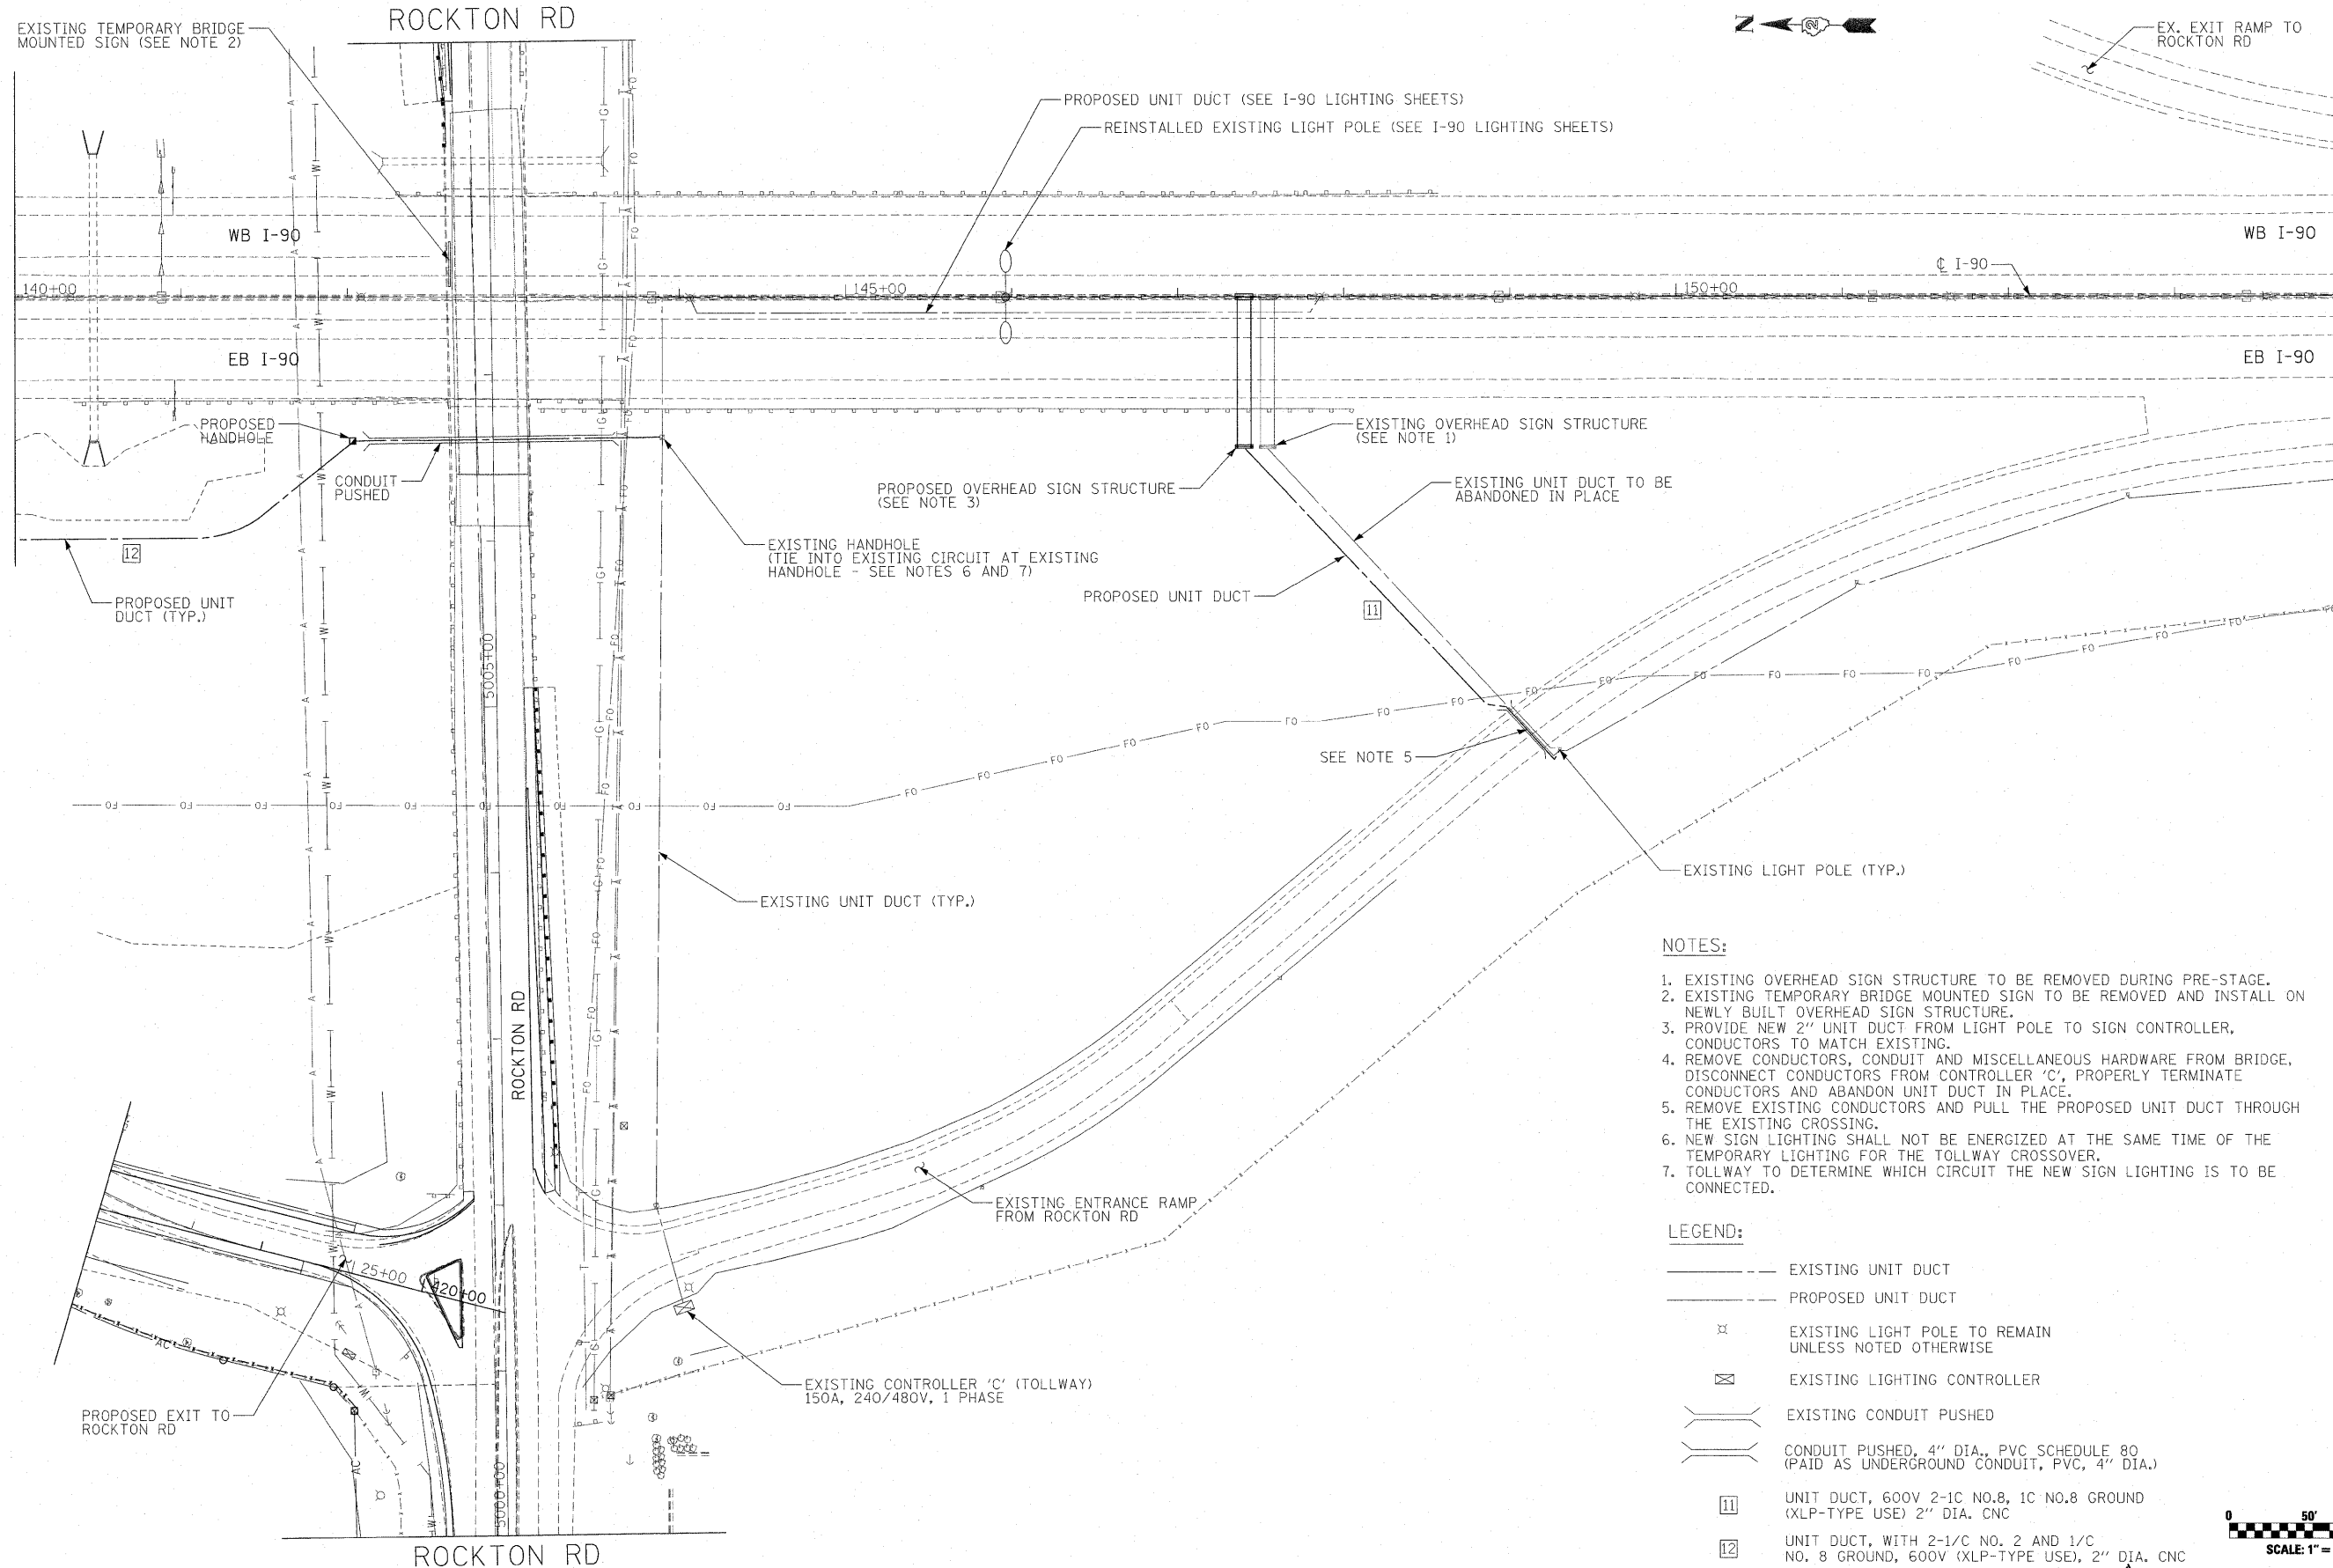 ROCKTON RD
EXISTING TEMPORARY BRIDGE
MOUNTED SIGN (SEE NOTE 2)
N
EX. EXIT RAMP TO
ROCKTON RD
PROPOSED UNIT DUCT (SEE I-90 LIGHTING SHEETS)
REINSTALLED EXISTING LIGHT POLE (SEE I-90 LIGHTING SHEETS)
WB I-90
WB I-90
℄ I-90
140+00
145+00
150+00
EB I-90
EB I-90
PROPOSED
HANDHOLE
CONDUIT
PUSHED
EXISTING OVERHEAD SIGN STRUCTURE
(SEE NOTE 1)
PROPOSED OVERHEAD SIGN STRUCTURE
(SEE NOTE 3)
EXISTING UNIT DUCT TO BE
ABANDONED IN PLACE
EXISTING HANDHOLE
(TIE INTO EXISTING CIRCUIT AT EXISTING
HANDHOLE - SEE NOTES 6 AND 7)
12
PROPOSED UNIT
DUCT (TYP.)
PROPOSED UNIT DUCT
11
5005+00
SEE NOTE 5
EXISTING LIGHT POLE (TYP.)
EXISTING UNIT DUCT (TYP.)
ROCKTON RD
EXISTING ENTRANCE RAMP
FROM ROCKTON RD
125+00
420+00
EXISTING CONTROLLER 'C' (TOLLWAY)
150A, 240/480V, 1 PHASE
PROPOSED EXIT TO
ROCKTON RD
AC
AC
5000+00
ROCKTON RD
NOTES:
1. EXISTING OVERHEAD SIGN STRUCTURE TO BE REMOVED DURING PRE-STAGE.
2. EXISTING TEMPORARY BRIDGE MOUNTED SIGN TO BE REMOVED AND INSTALL ON
NEWLY BUILT OVERHEAD SIGN STRUCTURE.
3. PROVIDE NEW 2" UNIT DUCT FROM LIGHT POLE TO SIGN CONTROLLER,
CONDUCTORS TO MATCH EXISTING.
4. REMOVE CONDUCTORS, CONDUIT AND MISCELLANEOUS HARDWARE FROM BRIDGE,
DISCONNECT CONDUCTORS FROM CONTROLLER 'C', PROPERLY TERMINATE
CONDUCTORS AND ABANDON UNIT DUCT IN PLACE.
5. REMOVE EXISTING CONDUCTORS AND PULL THE PROPOSED UNIT DUCT THROUGH
THE EXISTING CROSSING.
6. NEW SIGN LIGHTING SHALL NOT BE ENERGIZED AT THE SAME TIME OF THE
TEMPORARY LIGHTING FOR THE TOLLWAY CROSSOVER.
7. TOLLWAY TO DETERMINE WHICH CIRCUIT THE NEW SIGN LIGHTING IS TO BE
CONNECTED.
LEGEND:
EXISTING UNIT DUCT
PROPOSED UNIT DUCT
EXISTING LIGHT POLE TO REMAIN
UNLESS NOTED OTHERWISE
EXISTING LIGHTING CONTROLLER
EXISTING CONDUIT PUSHED
CONDUIT PUSHED, 4" DIA., PVC SCHEDULE 80
(PAID AS UNDERGROUND CONDUIT, PVC, 4" DIA.)
11 UNIT DUCT, 600V 2-1C NO.8, 1C NO.8 GROUND
(XLP-TYPE USE) 2" DIA. CNC
12 UNIT DUCT, WITH 2-1/C NO. 2 AND 1/C
NO. 8 GROUND, 600V (XLP-TYPE USE), 2" DIA. CNC
0 50'
SCALE: 1" =